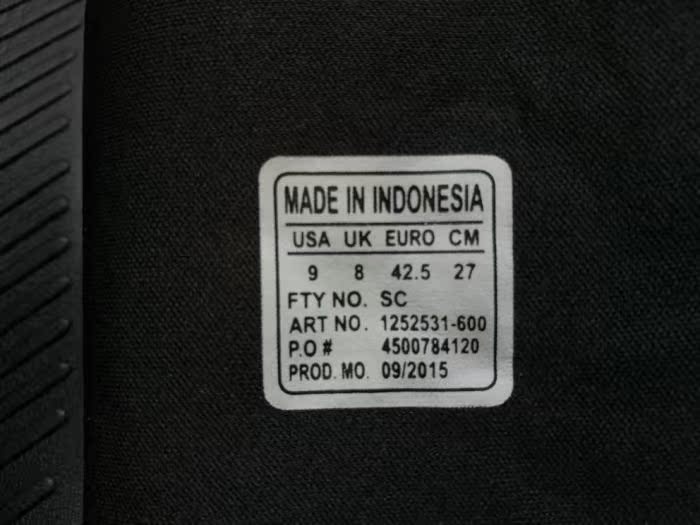 MADE IN INDONESIA
USA UK EURO CM
9 8 42.5 27
FTY NO. SC
ART NO. 1252531-600
P.O # 4500784120
PROD. MO. 09/2015